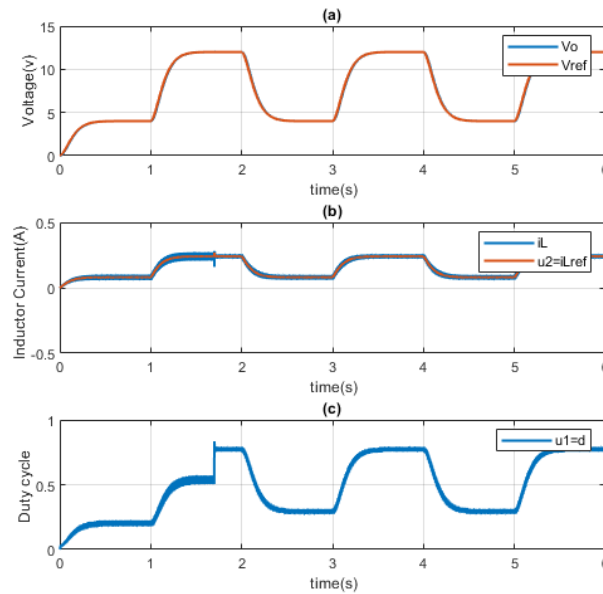 (a)
15
10
5
0
Voltage(v)
Vo
Vref
0 1 2 3 4 5 6
time(s)
(b)
0.5
0
-0.5
Inductor Current(A)
iL
u2=iLref
0 1 2 3 4 5 6
time(s)
(c)
1
0.5
0
Duty cycle
u1=d
0 1 2 3 4 5 6
time(s)